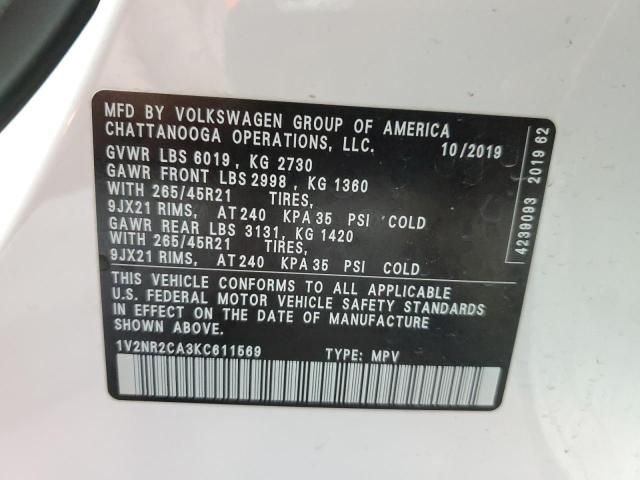 MFD BY VOLKSWAGEN GROUP OF AMERICA
CHATTANOOGA OPERATIONS, LLC. 10/2019
GVWR LBS 6019 , KG 2730
GAWR FRONT LBS 2998 , KG 1360
WITH 265/45R21 TIRES,
9JX21 RIMS, AT 240 KPA 35 PSI COLD
GAWR REAR LBS 3131, KG 1420
WITH 265/45R21 TIRES,
9JX21 RIMS, AT 240 KPA 35 PSI COLD
THIS VEHICLE CONFORMS TO ALL APPLICABLE
U.S. FEDERAL MOTOR VEHICLE SAFETY STANDARDS
IN EFFECT ON THE DATE OF MANUFACTURE
SHOWN ABOVE.
1V2NR2CA3KC611569 TYPE: MPV
4239093 2019 62